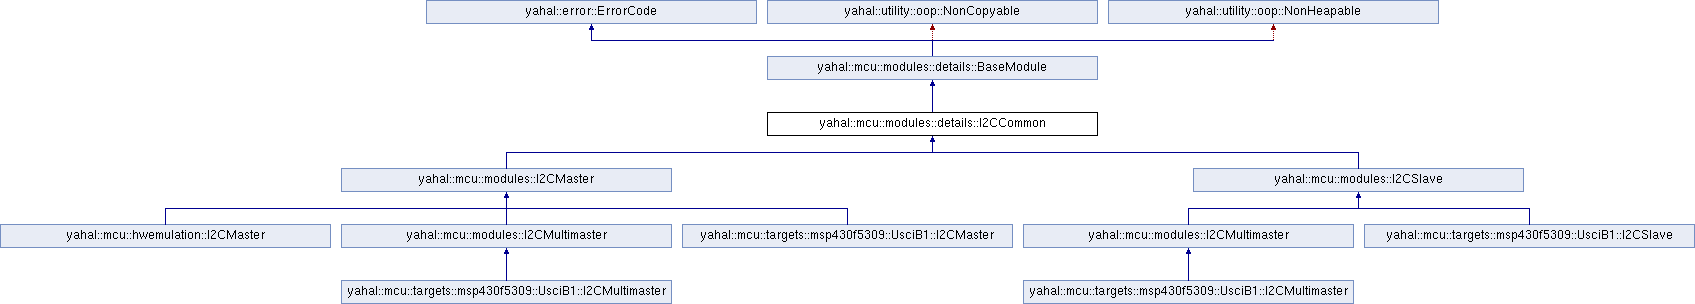 yahal::error::ErrorCode
yahal::utility::oop::NonCopyable
yahal::utility::oop::NonHeapable
yahal::mcu::modules::details::BaseModule
yahal::mcu::modules::details::I2CCommon
yahal::mcu::modules::I2CMaster
yahal::mcu::modules::I2CSlave
yahal::mcu::hwemulation::I2CMaster
yahal::mcu::modules::I2CMultimaster
yahal::mcu::targets::msp430f5309::UsciB1::I2CMaster
yahal::mcu::modules::I2CMultimaster
yahal::mcu::targets::msp430f5309::UsciB1::I2CSlave
yahal::mcu::targets::msp430f5309::UsciB1::I2CMultimaster
yahal::mcu::targets::msp430f5309::UsciB1::I2CMultimaster